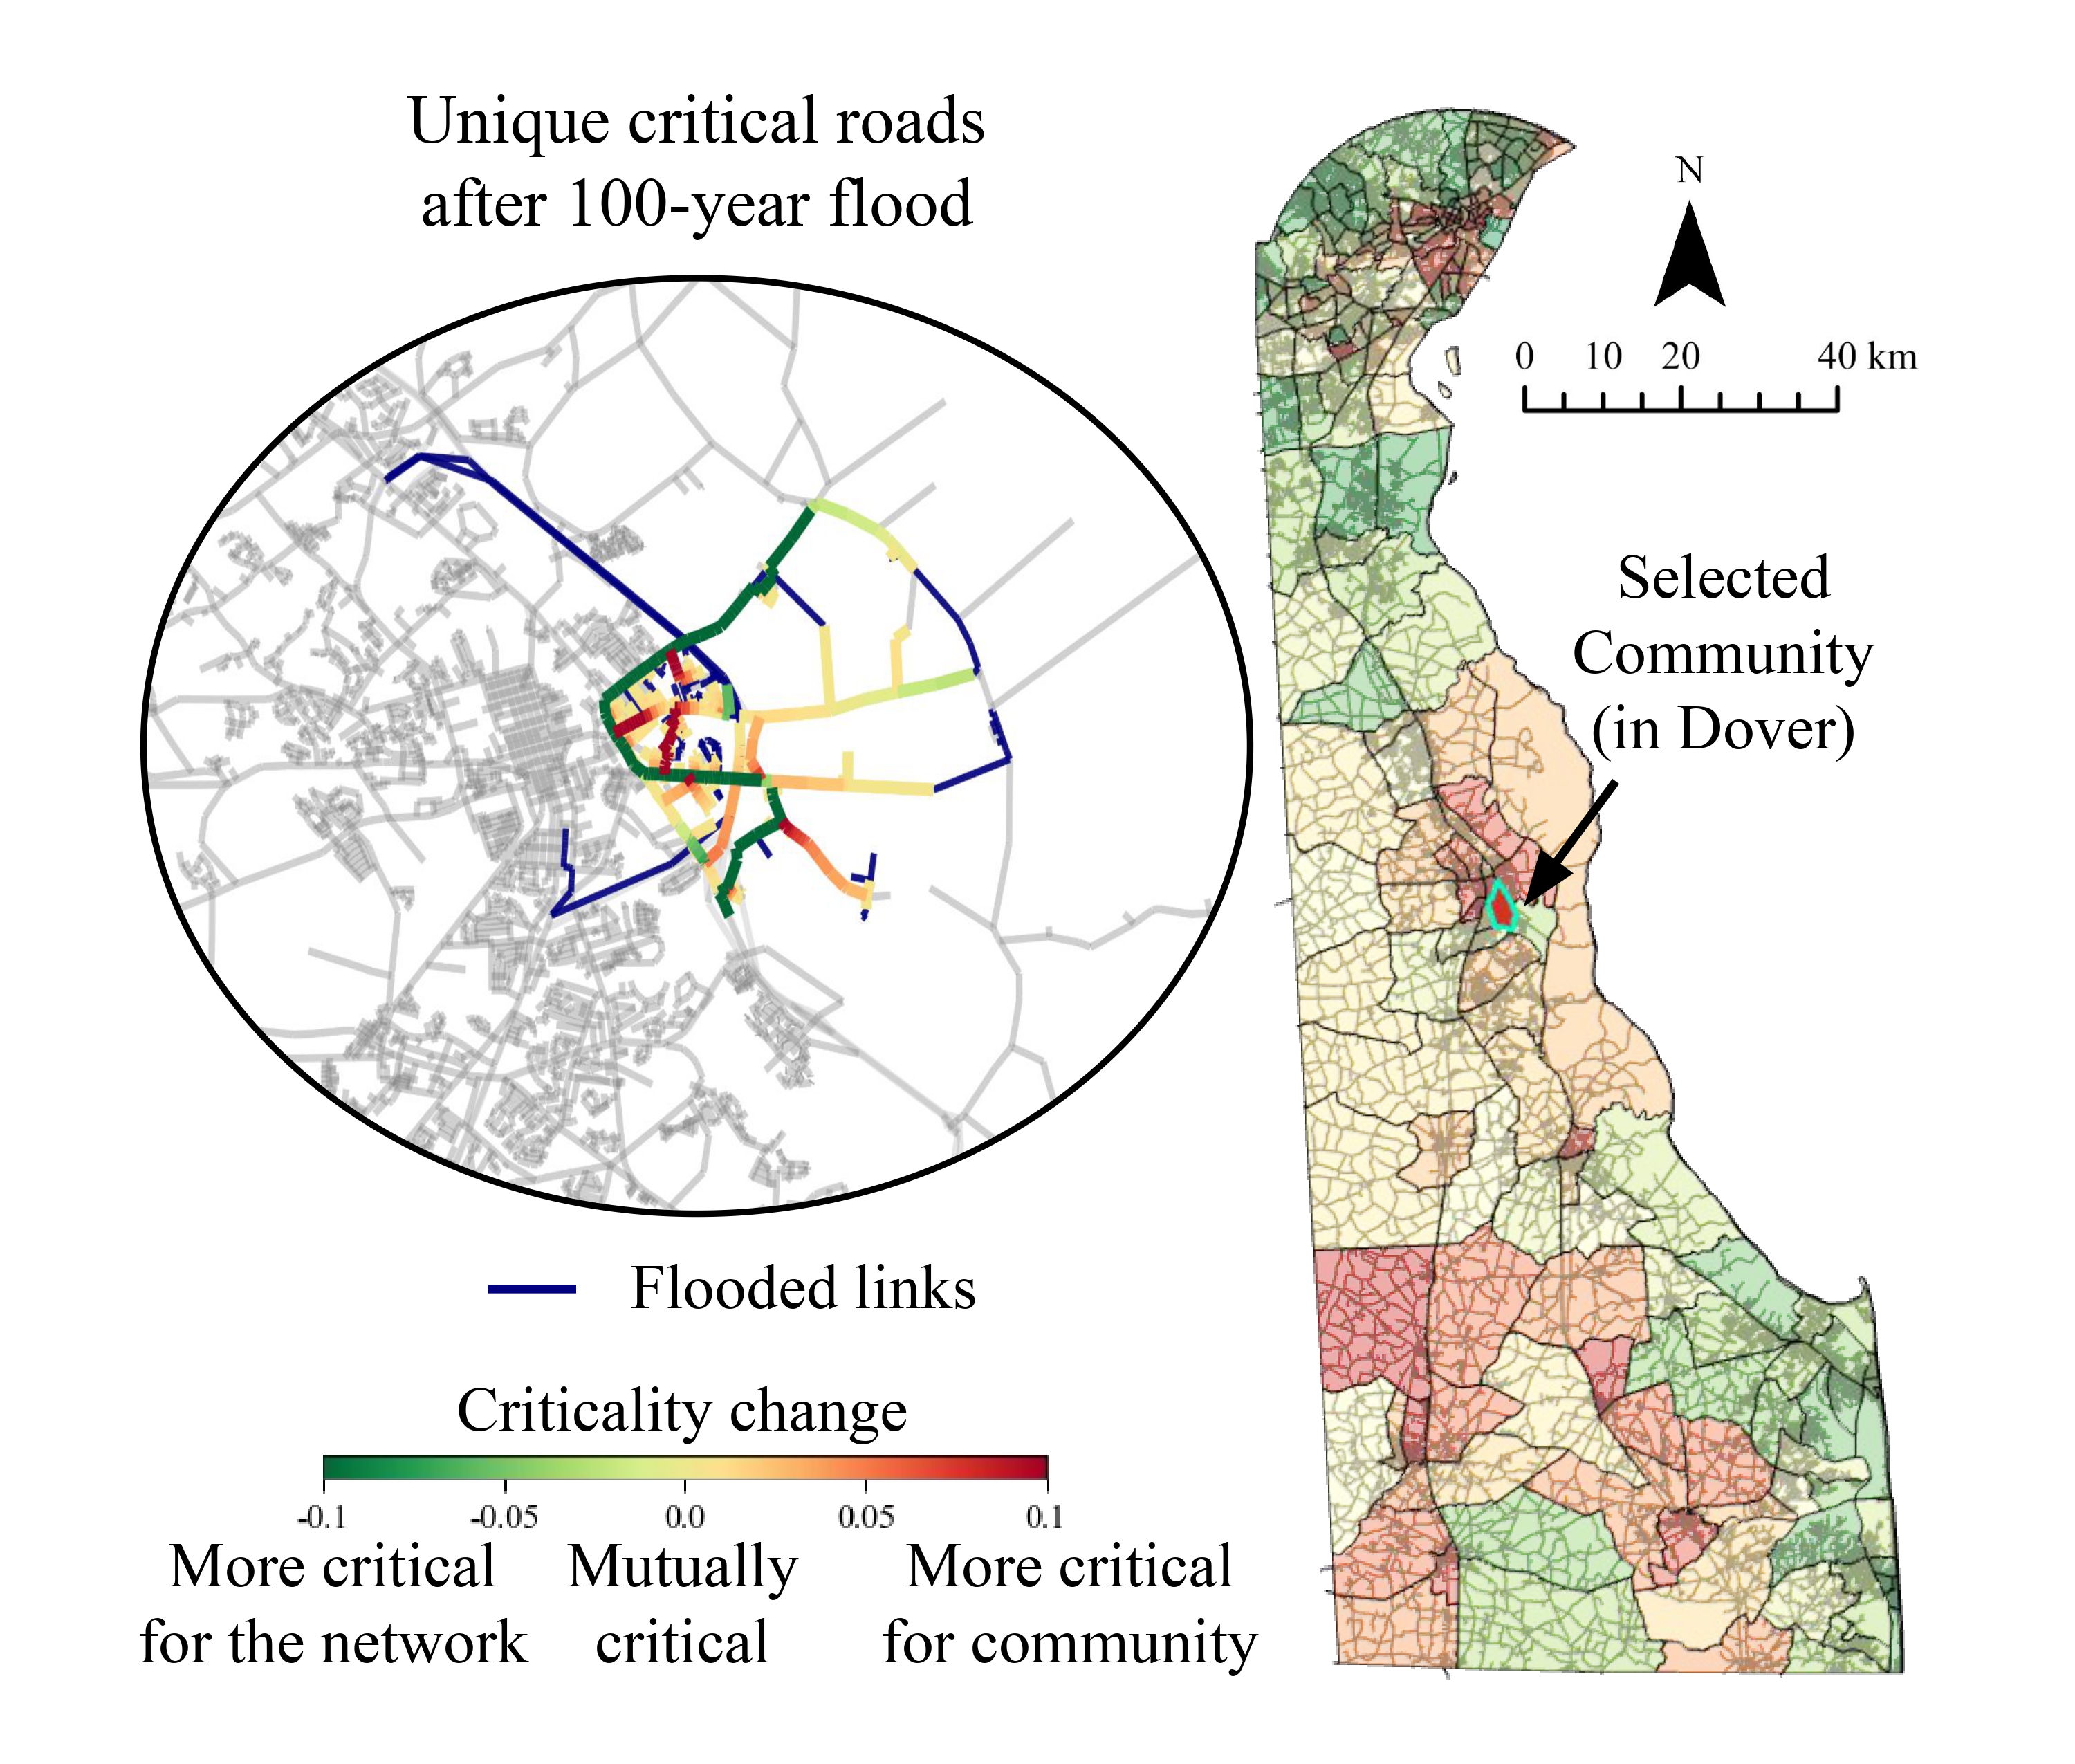 Unique critical roads
after 100-year flood
N
0 10 20 40 km
Selected
Community
(in Dover)
Flooded links
Criticality change
-0.1 -0.05 0.0 0.05 0.1
More critical Mutually More critical
for the network critical for community